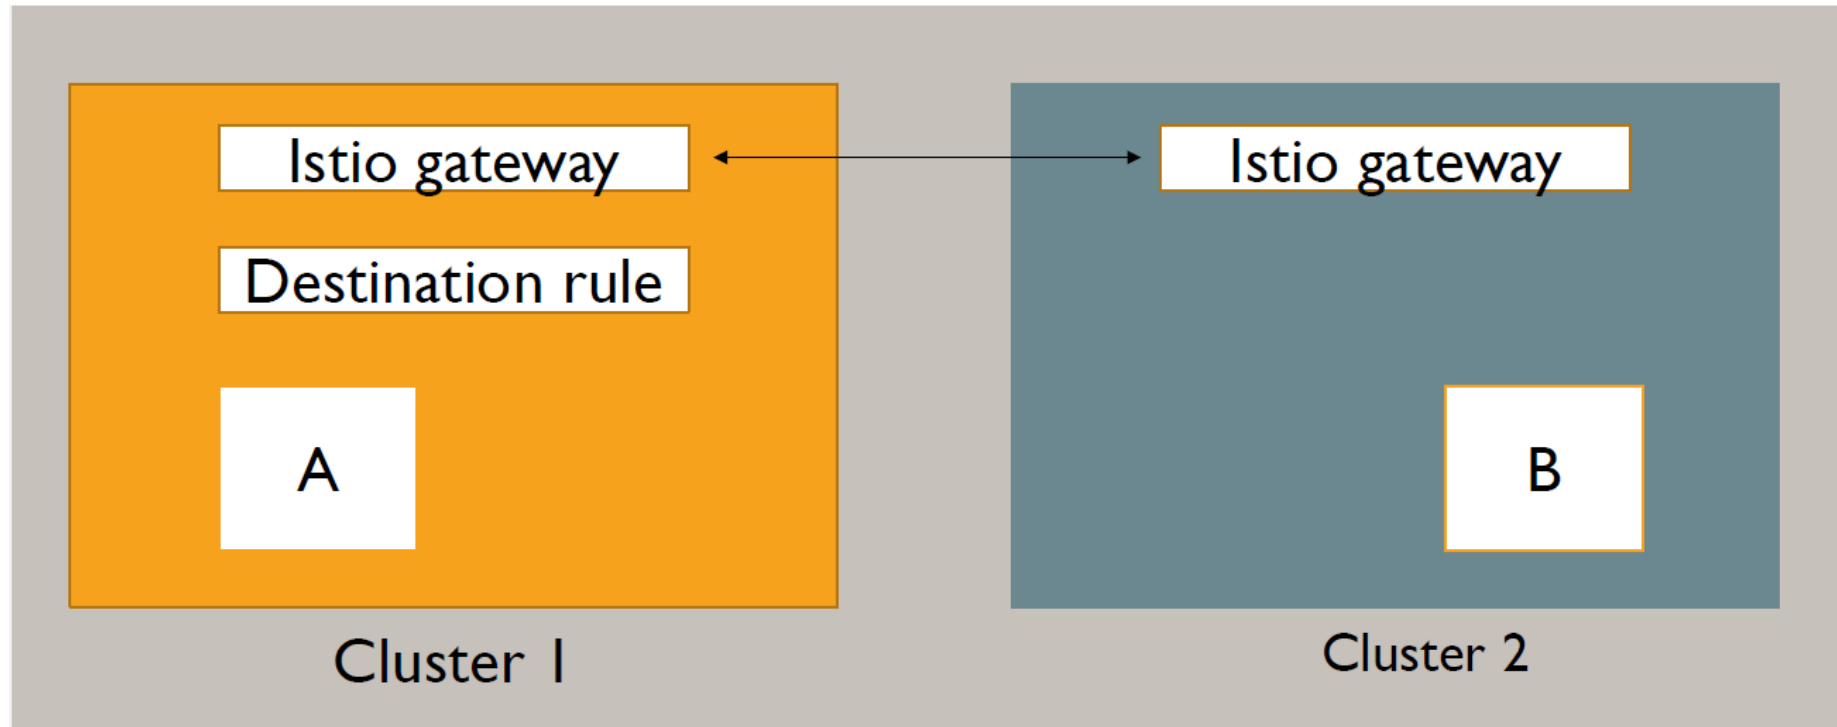 Istio gateway
Istio gateway
Destination rule
A
B
Cluster 1
Cluster 2